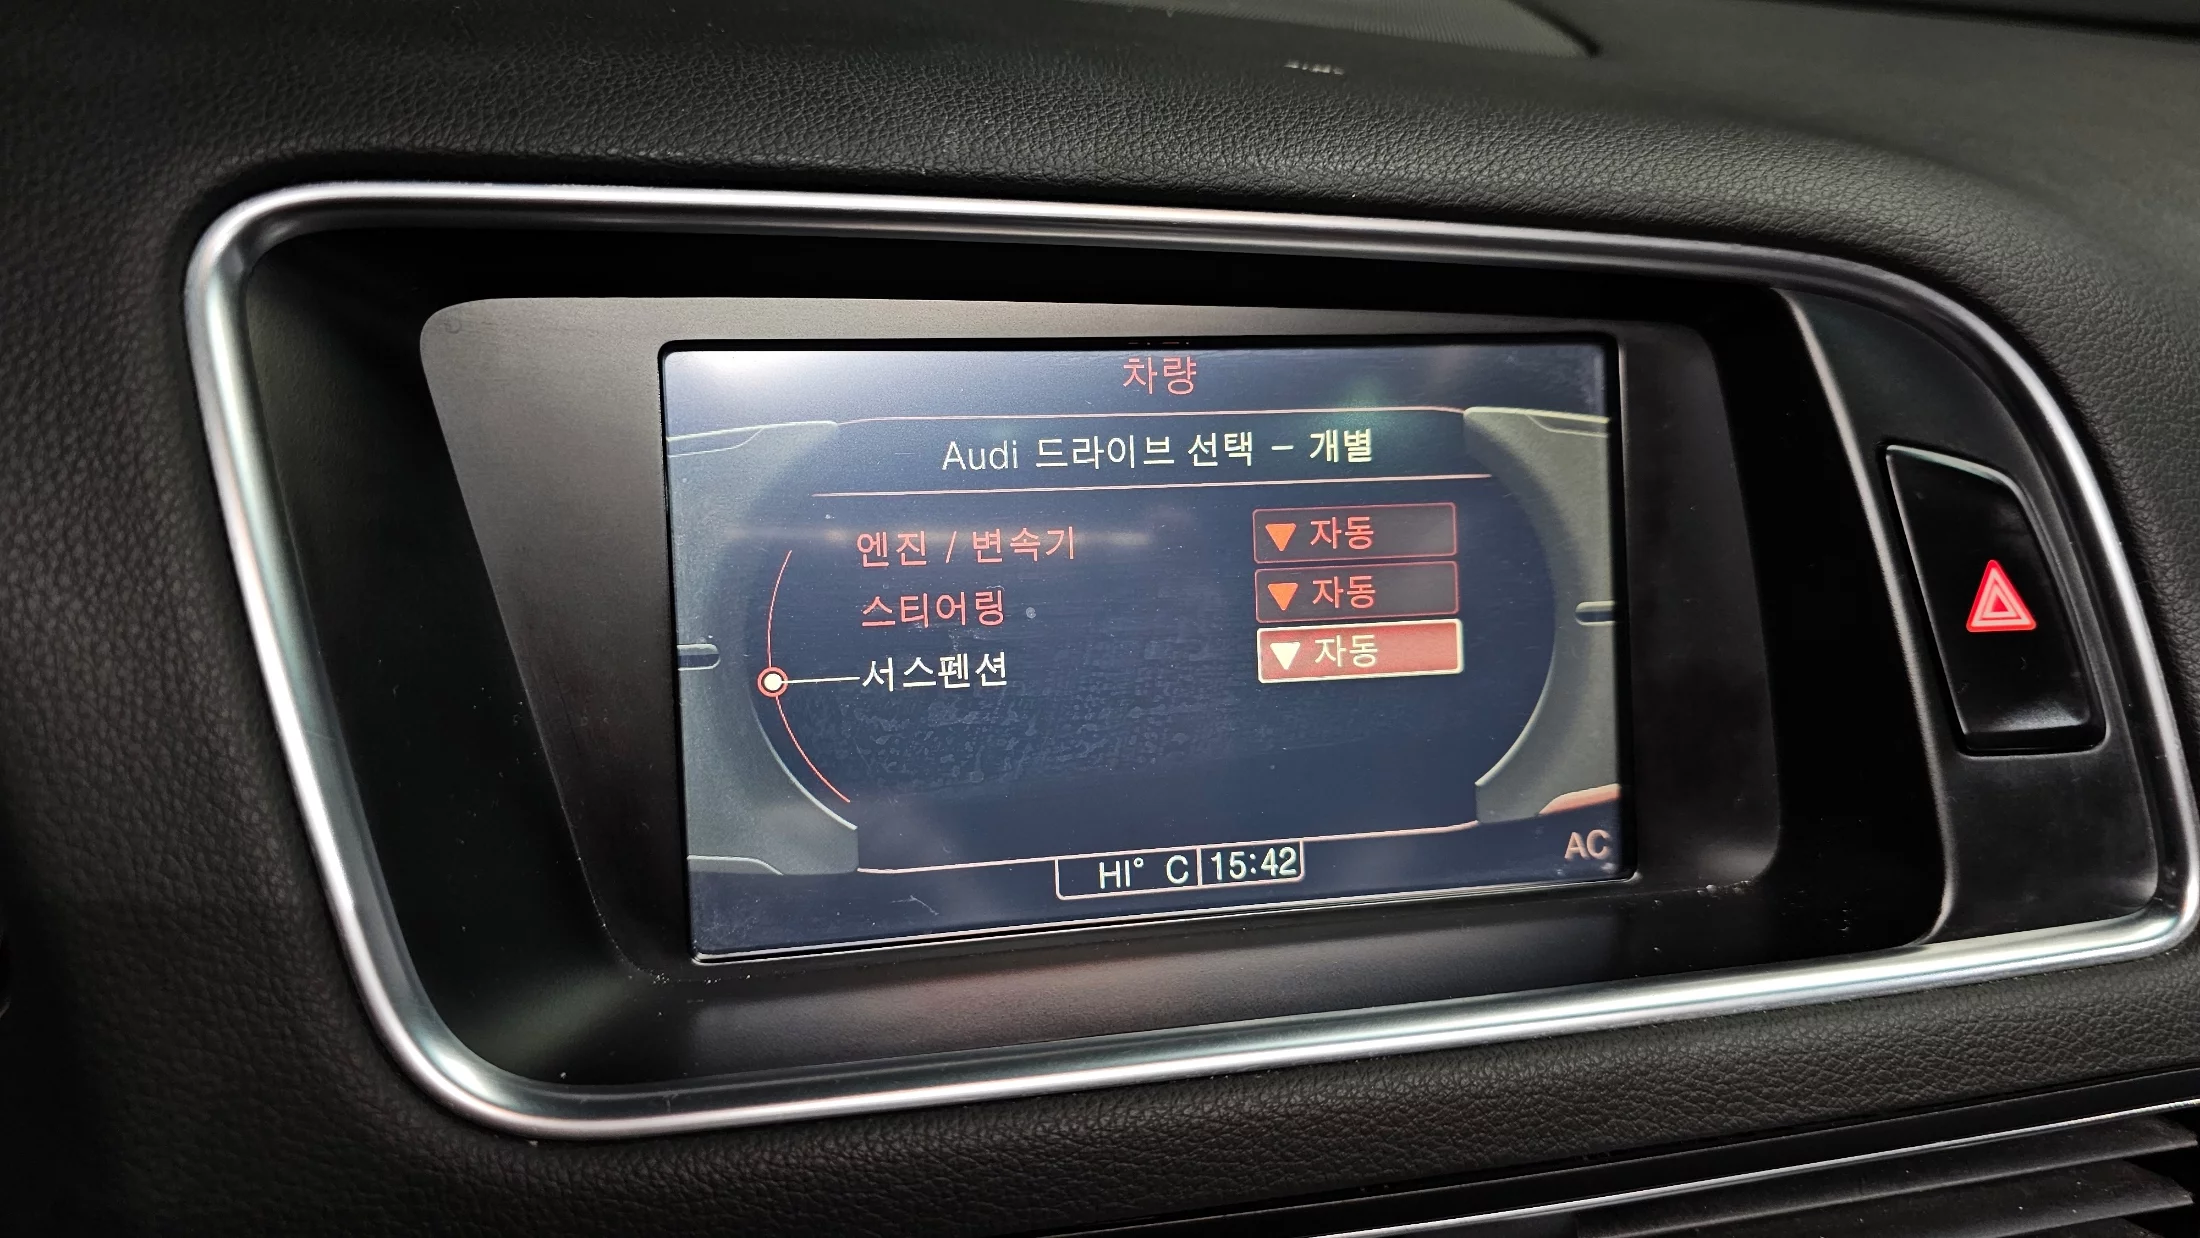 차량
Audi 드라이브 선택 - 개별
엔진 / 변속기 ▼ 자동
스티어링 ▼ 자동
서스펜션 ▼ 자동
HI° C 15:42
AC